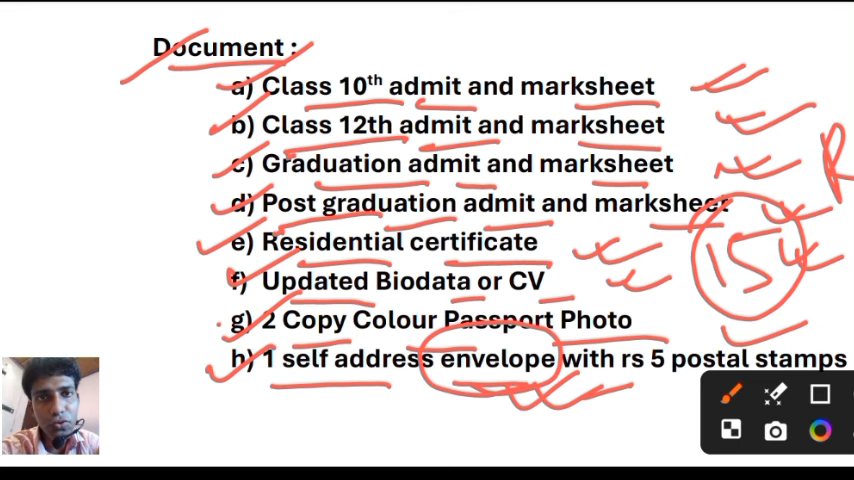 Document :
a) Class 10th admit and marksheet
b) Class 12th admit and marksheet
c) Graduation admit and marksheet
d) Post graduation admit and marksheet
e) Residential certificate
f) Updated Biodata or CV
g) 2 Copy Colour Passport Photo
h) 1 self address envelope with rs 5 postal stamps
R
15